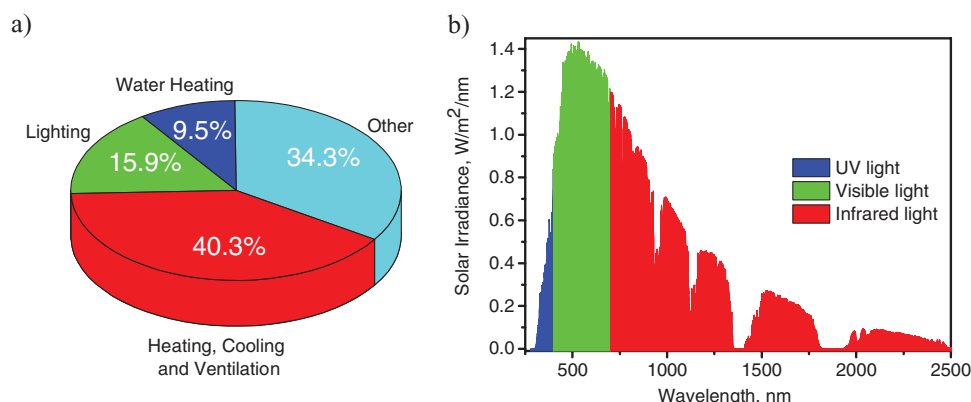 a)
Water Heating
Lighting
Other
9.5%
15.9%
34.3%
40.3%
Heating, Cooling
and Ventilation
b)
Solar Irradiance, W/m²/nm
1.4
1.2
1.0
0.8
0.6
0.4
0.2
0.0
UV light
Visible light
Infrared light
500 1000 1500 2000 2500
Wavelength, nm